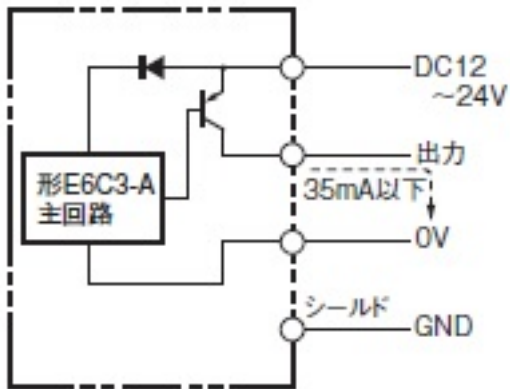 DC12
～24V
出力
形E6C3-A
主回路
35mA以下
0V
シールド
GND